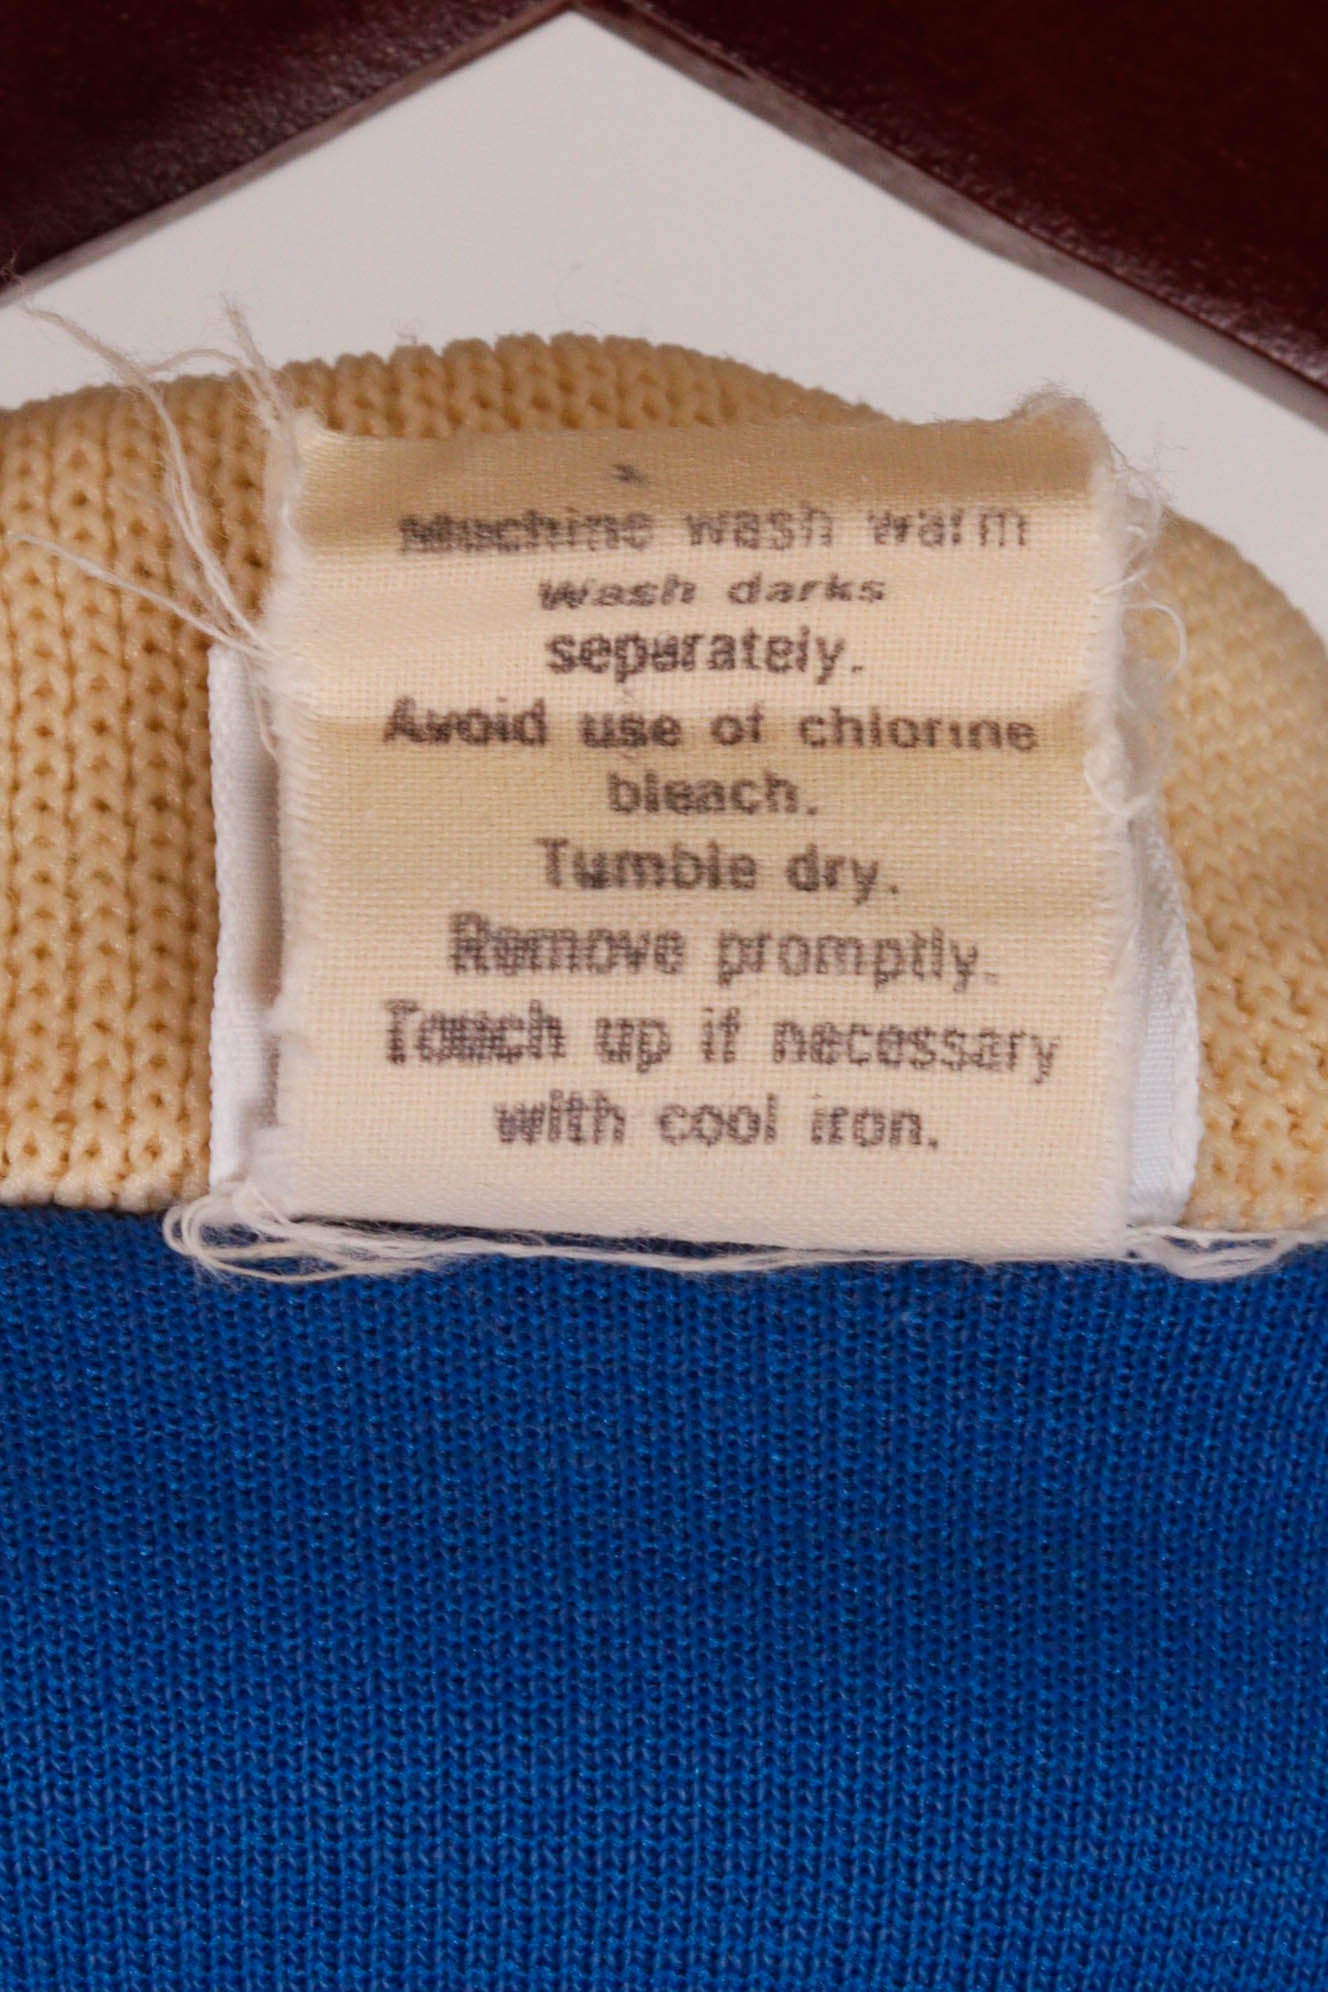 Machine wash warm
Wash darks
separately.
Avoid use of chlorine
bleach.
Tumble dry.
Remove promptly.
Touch up if necessary
with cool iron.